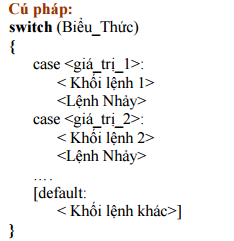 Cú pháp:
switch (Biểu_Thức)
{
case <giá_trị_1>:
< Khối lệnh 1>
<Lệnh Nhảy>
case <giá_trị_2>:
< Khối lệnh 2>
<Lệnh Nhảy>
....
[default:
< Khối lệnh khác>]
}